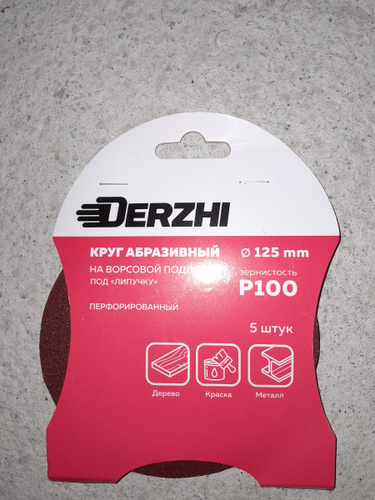 DERZHI
КРУГ АБРАЗИВНЫЙ
Ø 125 mm
НА ВОРСОВОЙ
ПОД «ЛИПУЧКУ»
зернистость
P100
ПЕРФОРИРОВАННЫЙ
5 штук
Дерево
Краска
Металл